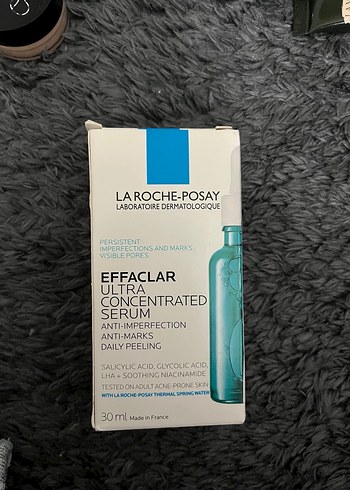 LA ROCHE-POSAY
LABORATOIRE DERMATOLOGIQUE
PERSISTENT
IMPERFECTIONS AND MARKS
VISIBLE PORES
EFFACLAR
ULTRA
CONCENTRATED
SERUM
ANTI-IMPERFECTION
ANTI-MARKS
DAILY PEELING
SALICYLIC ACID, GLYCOLIC ACID,
LHA + SOOTHING NIACINAMIDE
TESTED ON ADULT ACNE-PRONE SKIN
WITH LA ROCHE-POSAY THERMAL SPRING WATER
30 ml Made in France